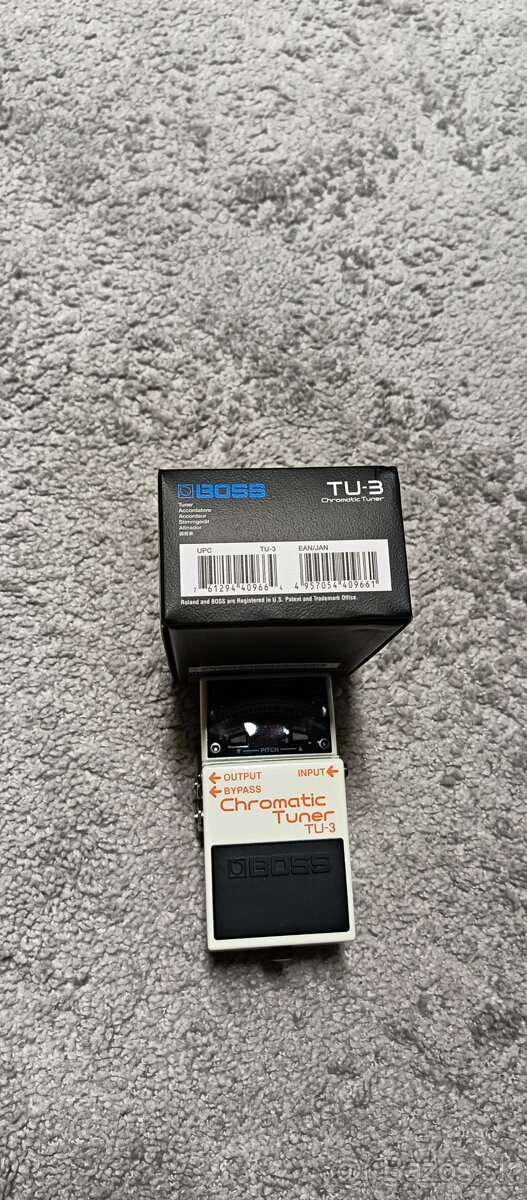 BOSS
TU-3
Chromatic Tuner
Tuner
Accordatore
Accordeur
Stimmgerät
Afinador
UPC TU-3 EAN/JAN
7 61294 40966 4 4 957054 409661
Roland and BOSS are Registered in U.S. Patent and Trademark Office.
PITCH
OUTPUT INPUT
BYPASS
Chromatic
Tuner
TU-3
BOSS